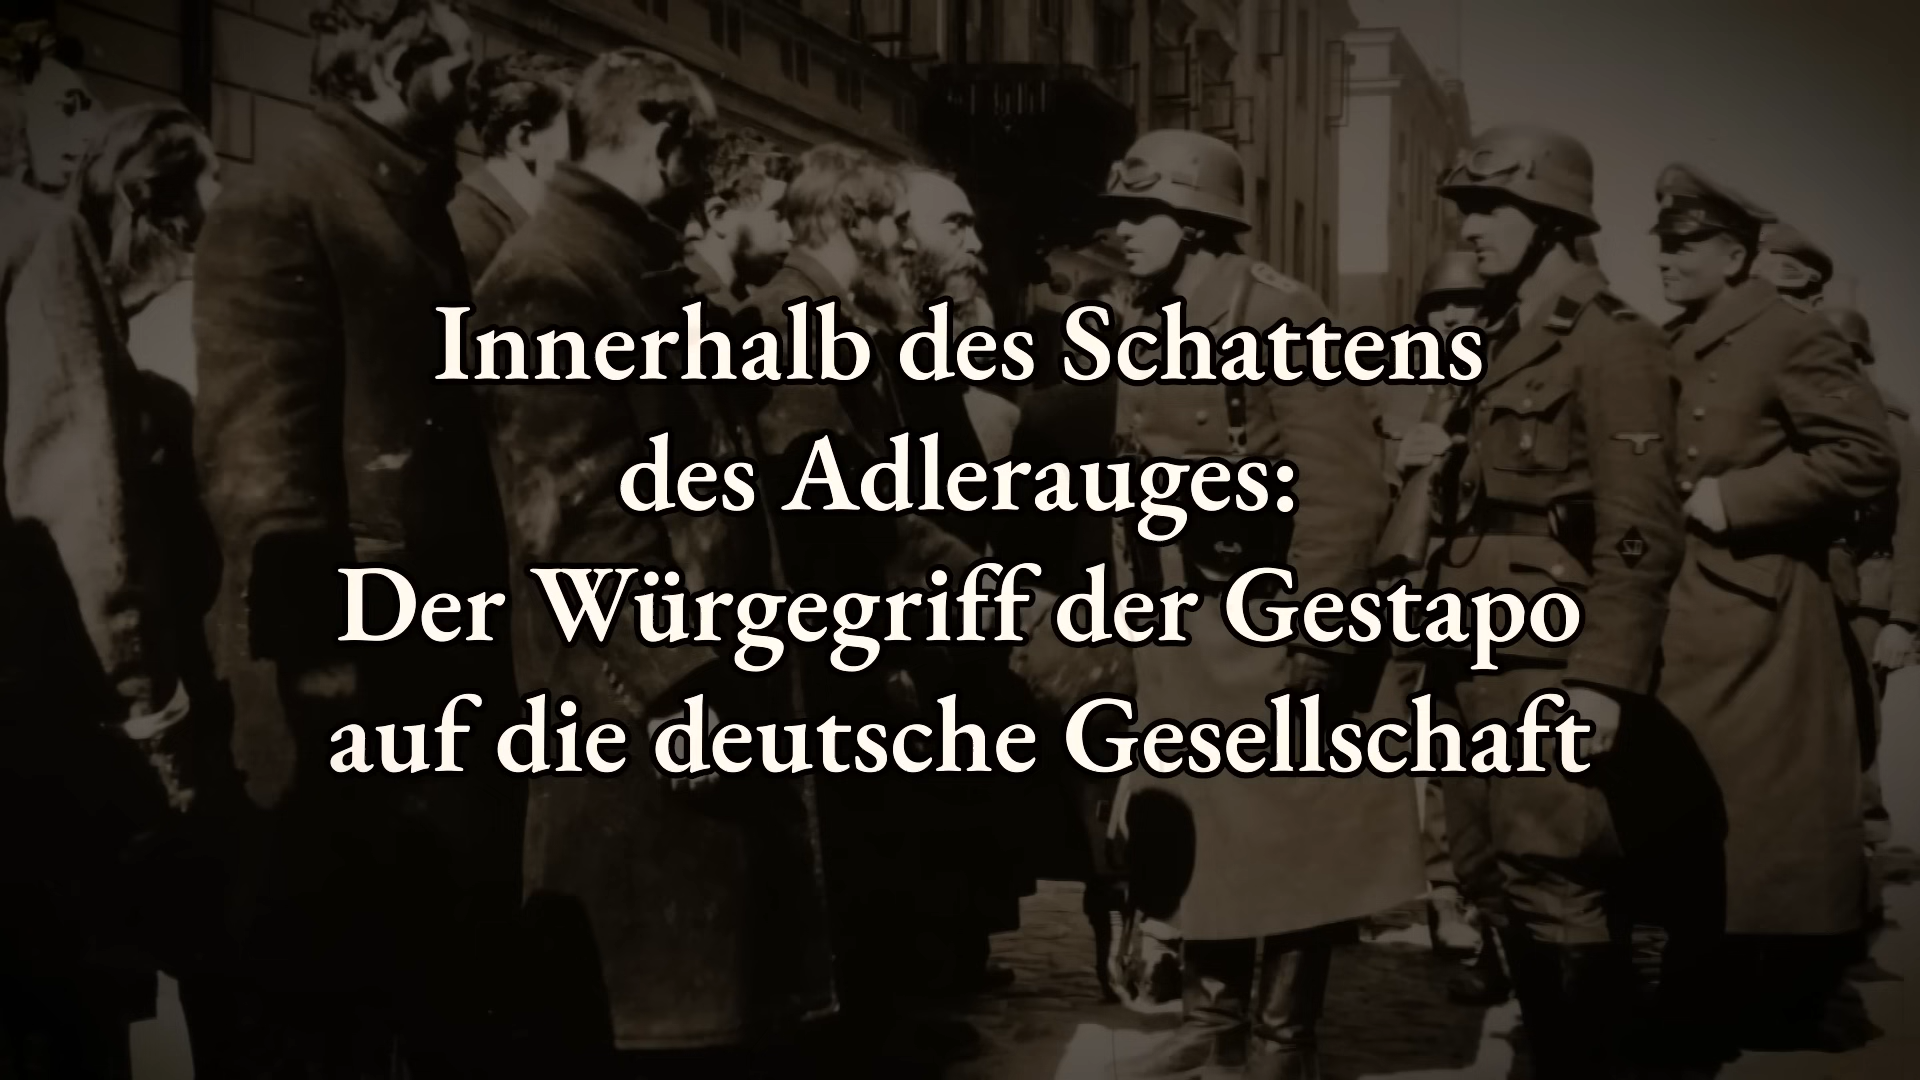 Innerhalb des Schattens
des Adlerauges:
Der Würgegriff der Gestapo
auf die deutsche Gesellschaft